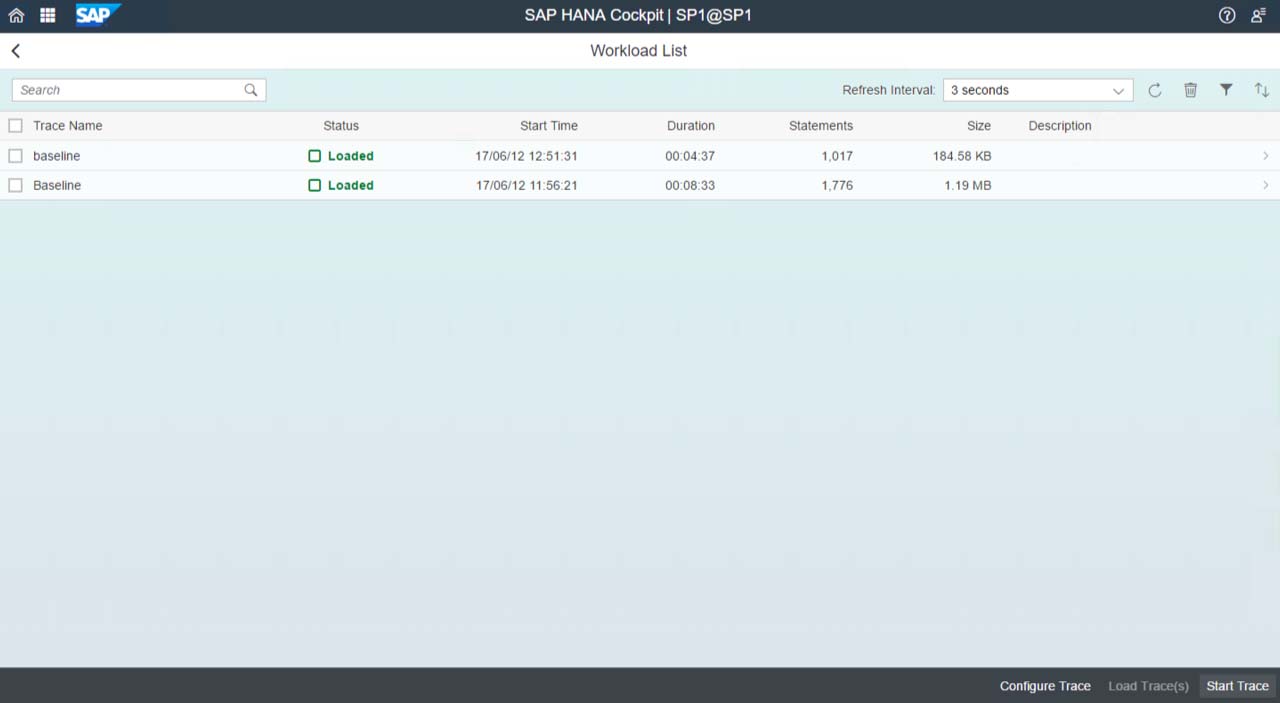 SAP SAP HANA Cockpit | SP1@SP1
Workload List
Search Refresh Interval: 3 seconds
Trace Name Status Start Time Duration Statements Size Description
baseline Loaded 17/06/12 12:51:31 00:04:37 1,017 184.58 KB
Baseline Loaded 17/06/12 11:56:21 00:08:33 1,776 1.19 MB
Configure Trace Load Trace(s) Start Trace